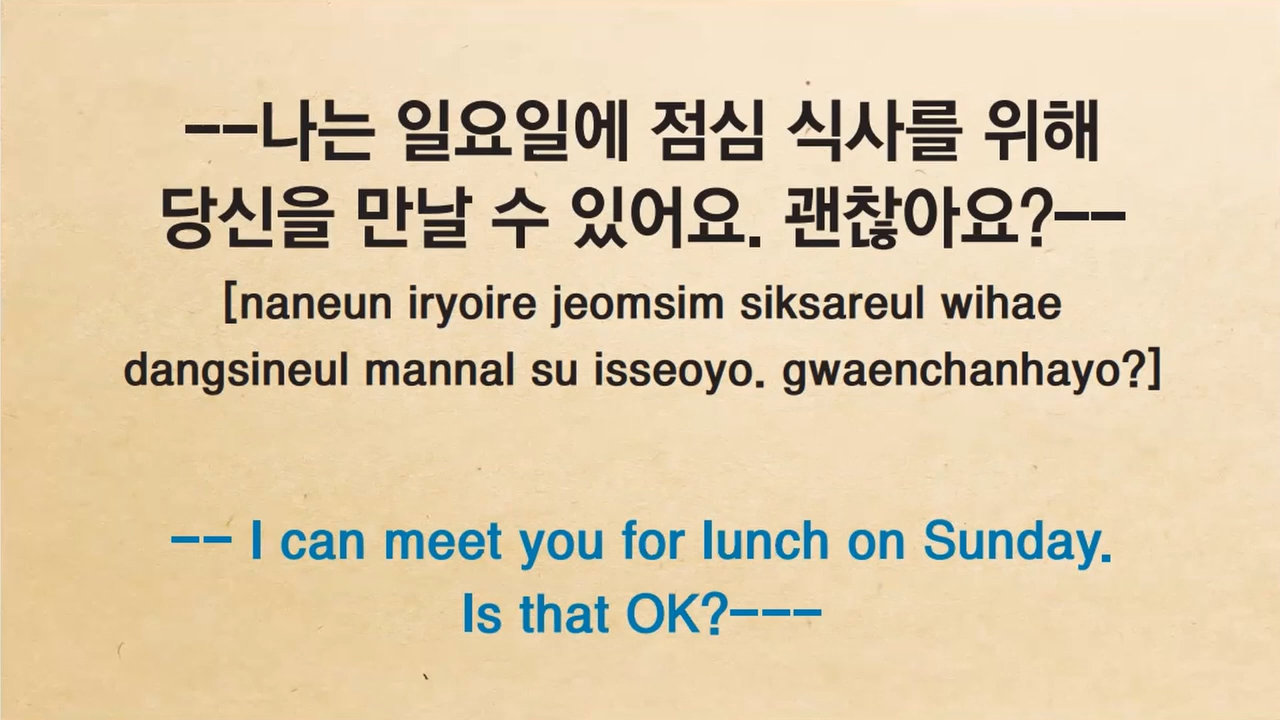 --나는 일요일에 점심 식사를 위해
당신을 만날 수 있어요. 괜찮아요?--
[naneun iryoire jeomsim siksareul wihae
dangsineul mannal su isseoyo. gwaenchanhayo?]
-- I can meet you for lunch on Sunday.
Is that OK?---